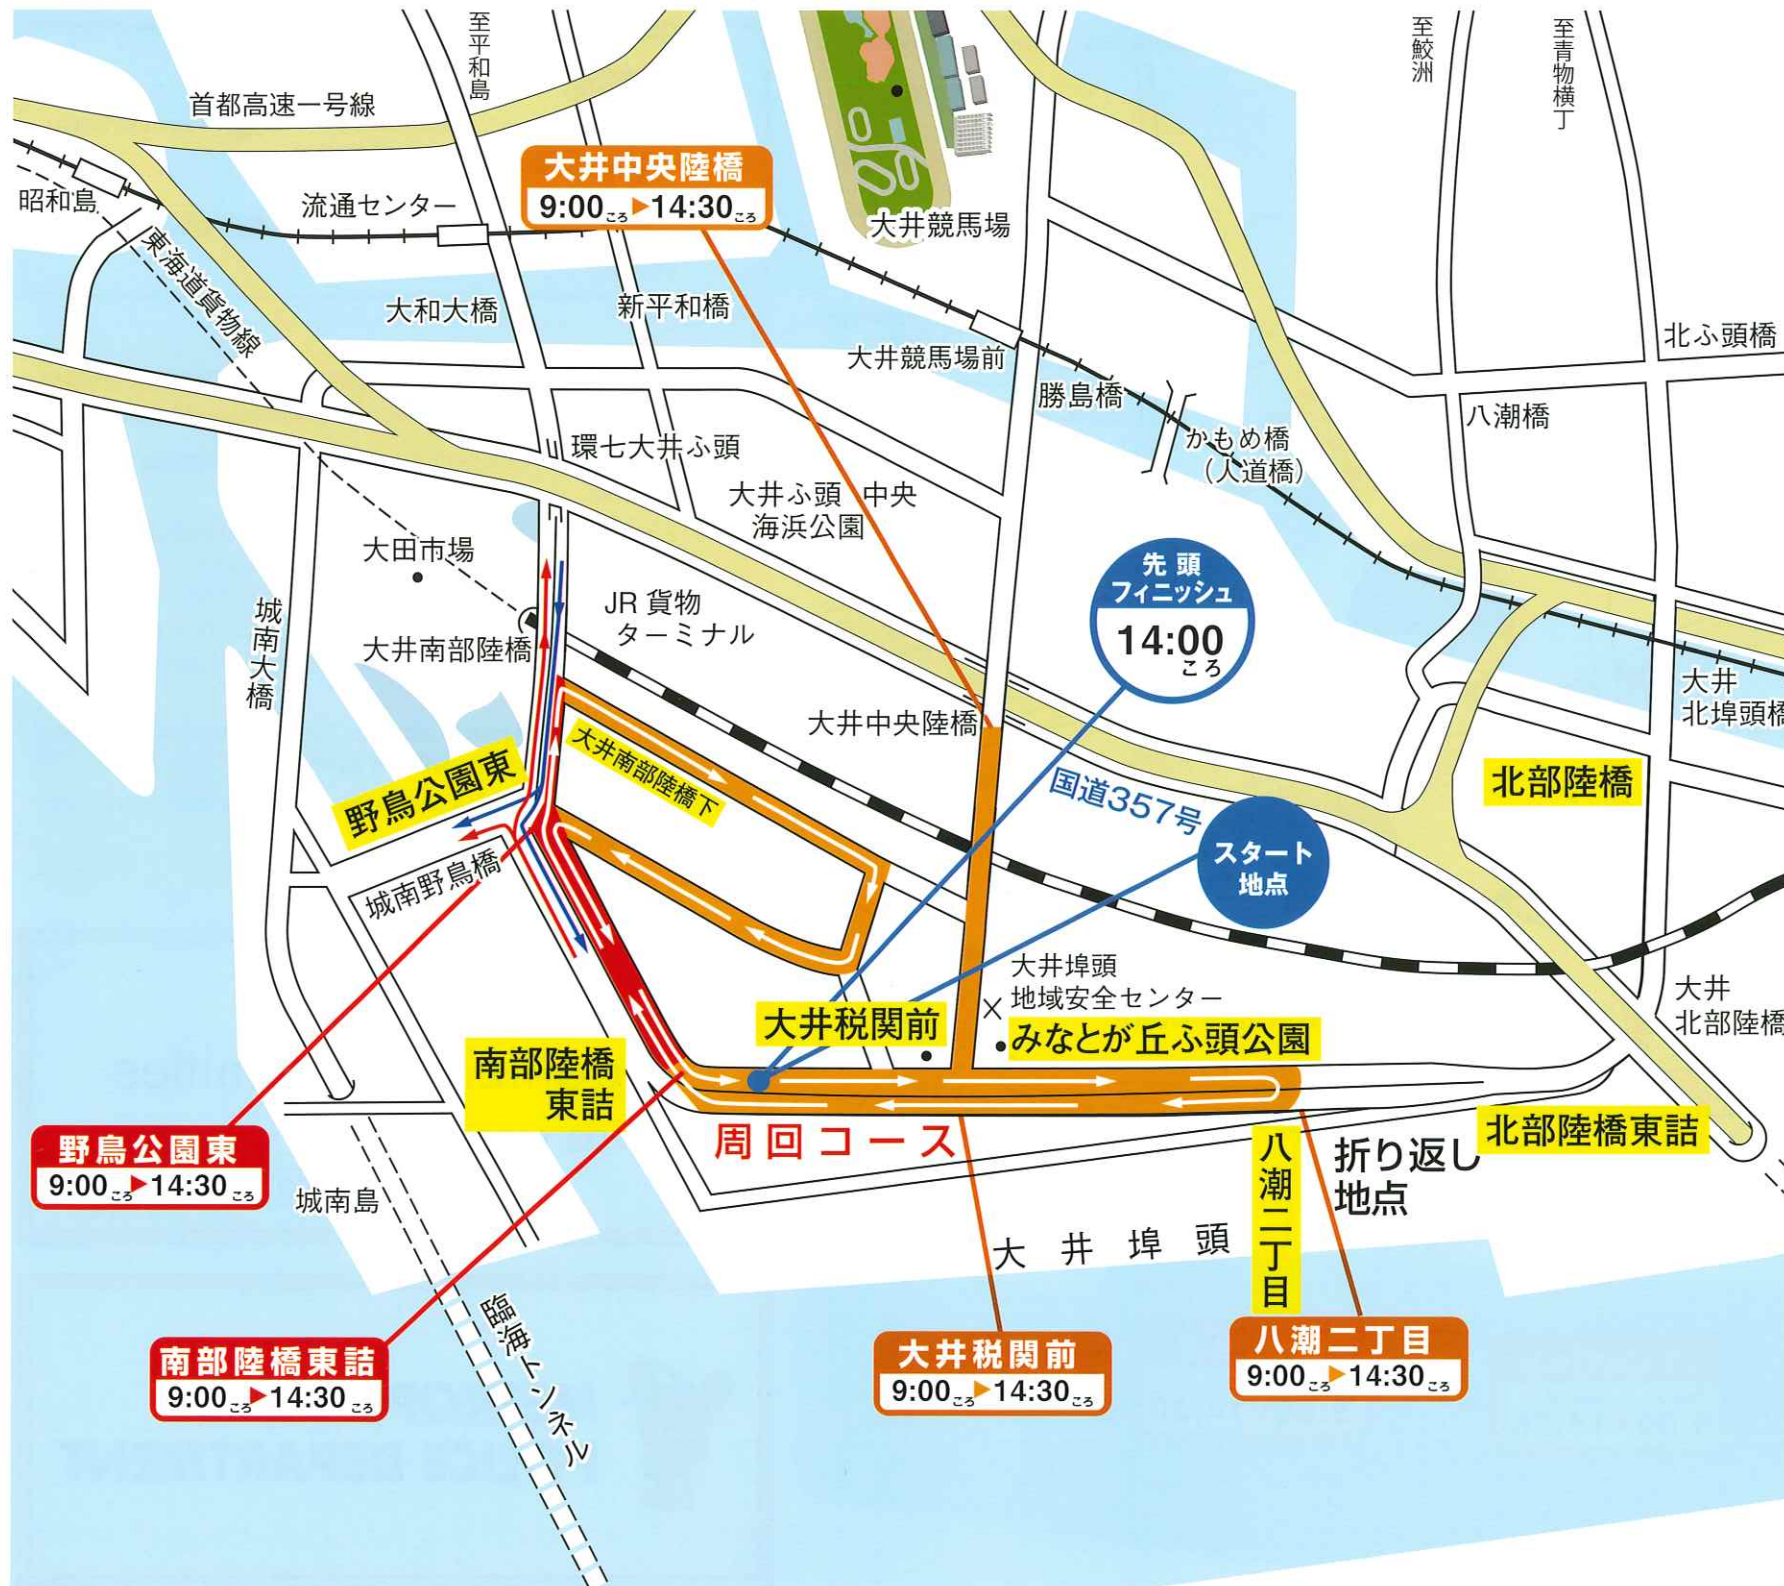 至平和島
至鮫洲
至青物横丁
首都高速一号線
大井中央陸橋
9:00ころ▶14:30ころ
昭和島
流通センター
大井競馬場
東海道貨物線
大和大橋
新平和橋
北ふ頭橋
大井競馬場前
勝島橋
八潮橋
かもめ橋
（人道橋）
環七大井ふ頭
大井ふ頭 中央
海浜公園
大田市場
先頭
フィニッシュ
14:00
ころ
JR 貨物
ターミナル
城南大橋
大井南部陸橋
大井
北埠頭橋
大井中央陸橋
大井南部陸橋下
野鳥公園東
国道357号
北部陸橋
スタート
地点
城南野鳥橋
大井埠頭
地域安全センター
大井
北部陸橋
大井税関前
みなとが丘ふ頭公園
南部陸橋
東詰
周回コース
八潮二丁目
折り返し
地点
北部陸橋東詰
野鳥公園東
9:00ころ▶14:30ころ
城南島
大井埠頭
臨海トンネル
南部陸橋東詰
9:00ころ▶14:30ころ
大井税関前
9:00ころ▶14:30ころ
八潮二丁目
9:00ころ▶14:30ころ